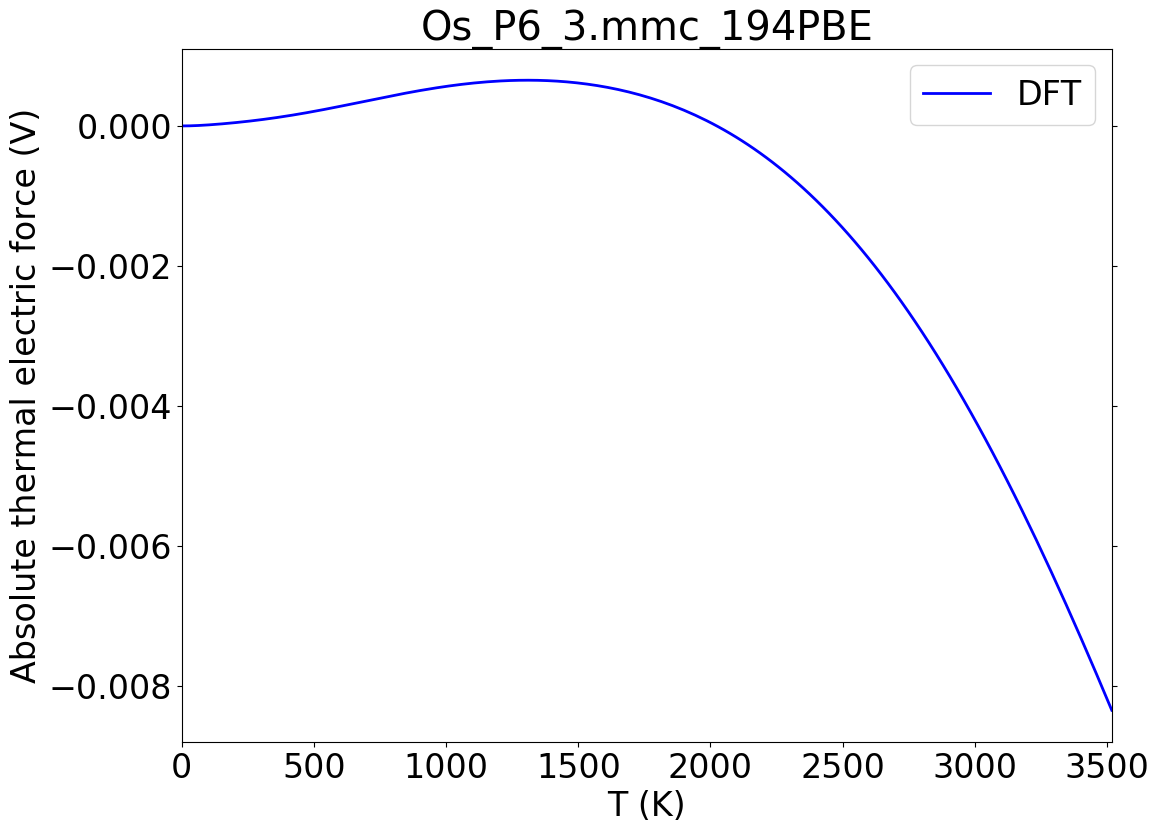 Os_P6_3.mmc_194PBE
DFT
Absolute thermal electric force (V)
0.000
−0.002
−0.004
−0.006
−0.008
0 500 1000 1500 2000 2500 3000 3500
T (K)